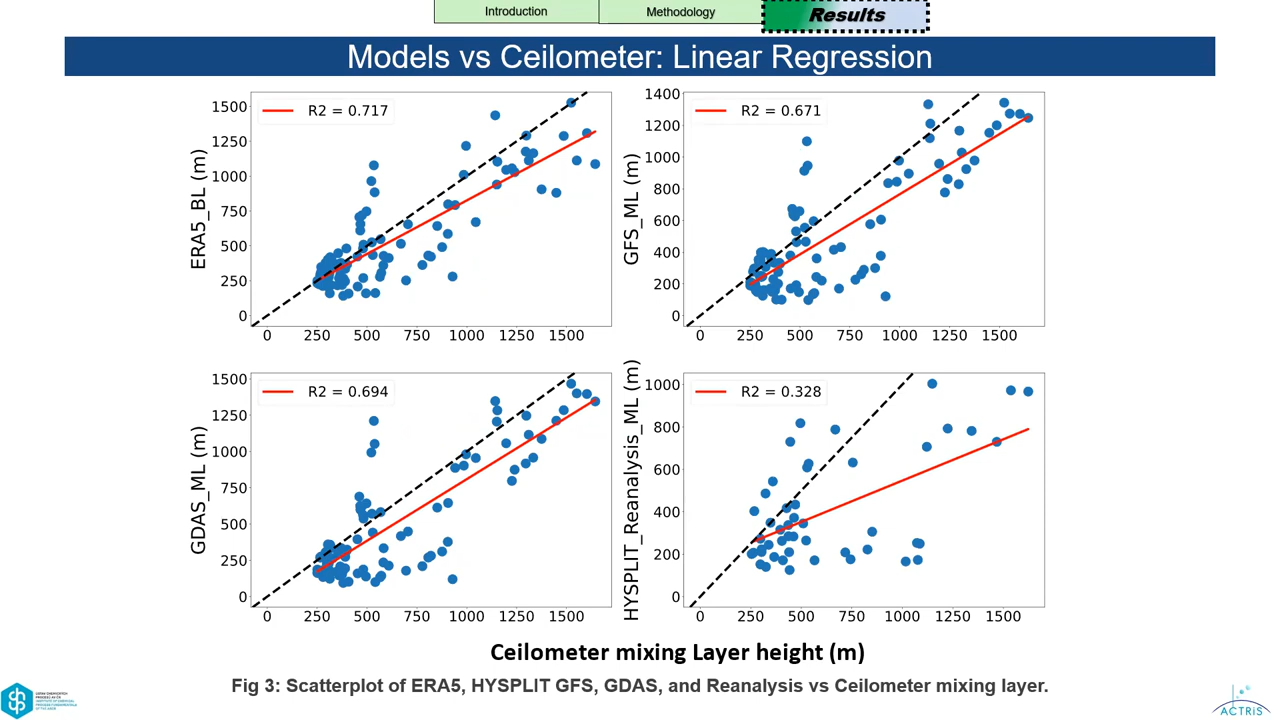 Introduction
Methodology
Results
Models vs Ceilometer: Linear Regression
R2 = 0.717
ERA5_BL (m)
1500
1250
1000
750
500
250
0
0 250 500 750 1000 1250 1500
R2 = 0.671
GFS_ML (m)
1400
1200
1000
800
600
400
200
0
0 250 500 750 1000 1250 1500
R2 = 0.694
GDAS_ML (m)
1500
1250
1000
750
500
250
0
0 250 500 750 1000 1250 1500
R2 = 0.328
HYSPLIT_Reanalysis_ML (m)
1000
800
600
400
200
0
0 250 500 750 1000 1250 1500
Ceilometer mixing Layer height (m)
Fig 3: Scatterplot of ERA5, HYSPLIT GFS, GDAS, and Reanalysis vs Ceilometer mixing layer.
ACTRiS